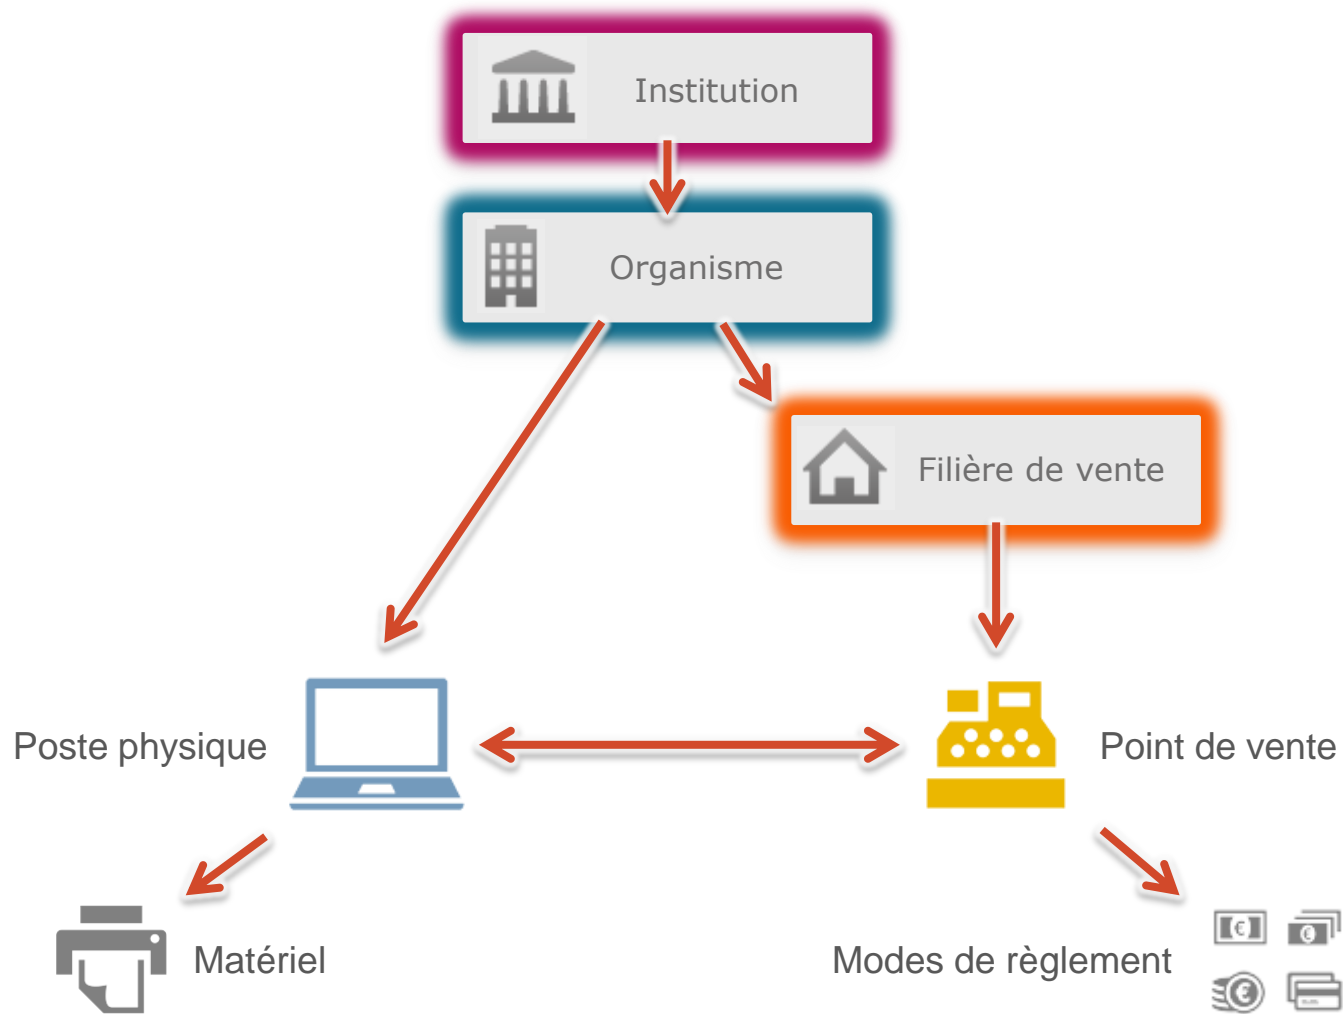 Institution
Organisme
Filière de vente
Poste physique
Point de vente
Matériel
Modes de règlement